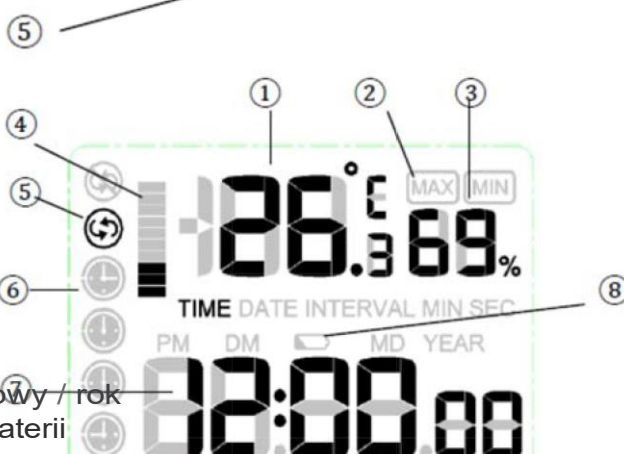 ⑤
① ② ③
④
⑤
⑥
⑧
26.3 °C
MAX MIN
69%
TIME DATE INTERVAL MIN SEC
PM DM MD YEAR
⑦
12:00.00
owy / rok
aterii